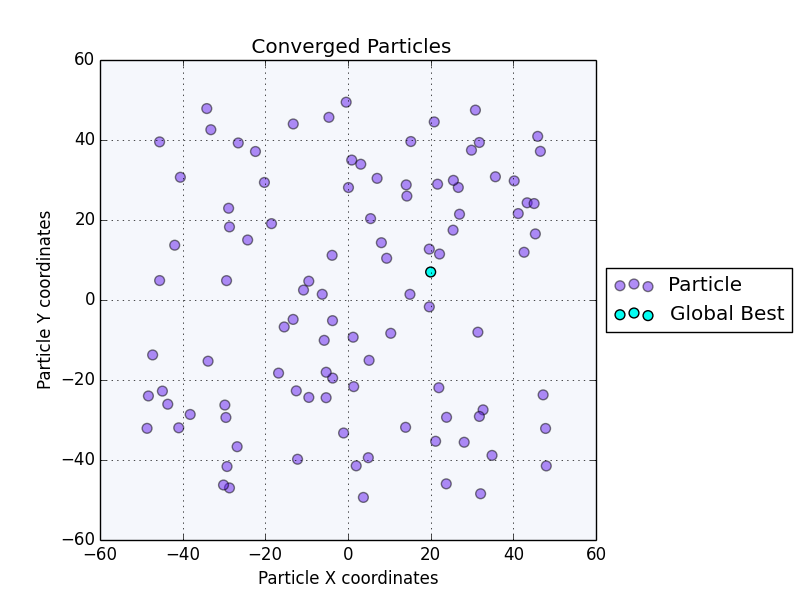 Converged Particles
60
40
20
0
−20
−40
−60
−60 −40 −20 0 20 40 60
Particle Y coordinates
Particle X coordinates
Particle
Global Best